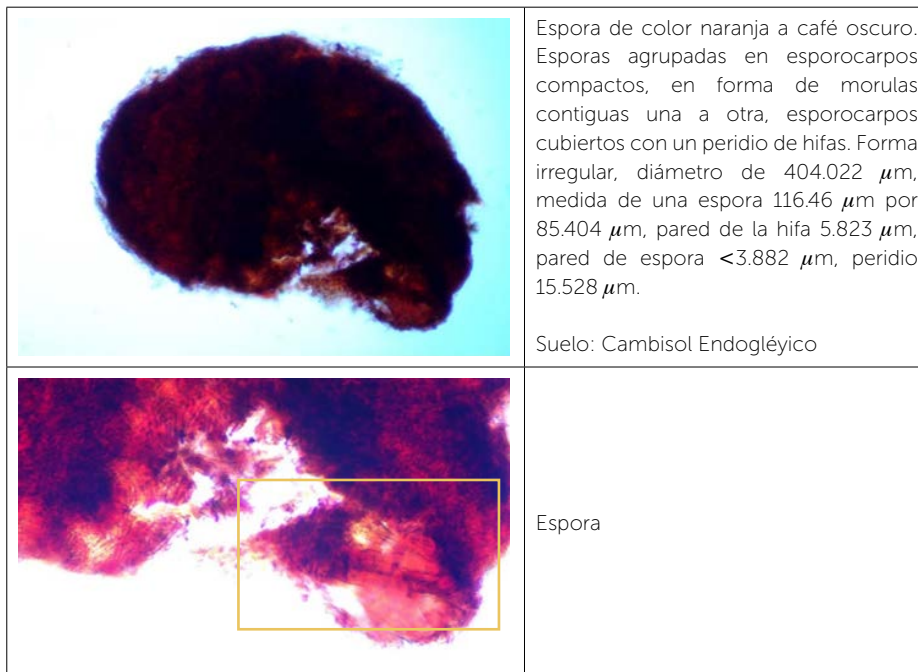 Espora de color naranja a café oscuro.
Esporas agrupadas en esporocarpos
compactos, en forma de morulas
contiguas una a otra, esporocarpos
cubiertos con un peridio de hifas. Forma
irregular, diámetro de 404.022 µm,
medida de una espora 116.46 µm por
85.404 µm, pared de la hifa 5.823 µm,
pared de espora <3.882 µm, peridio
15.528 µm.
Suelo: Cambisol Endogléyico
Espora